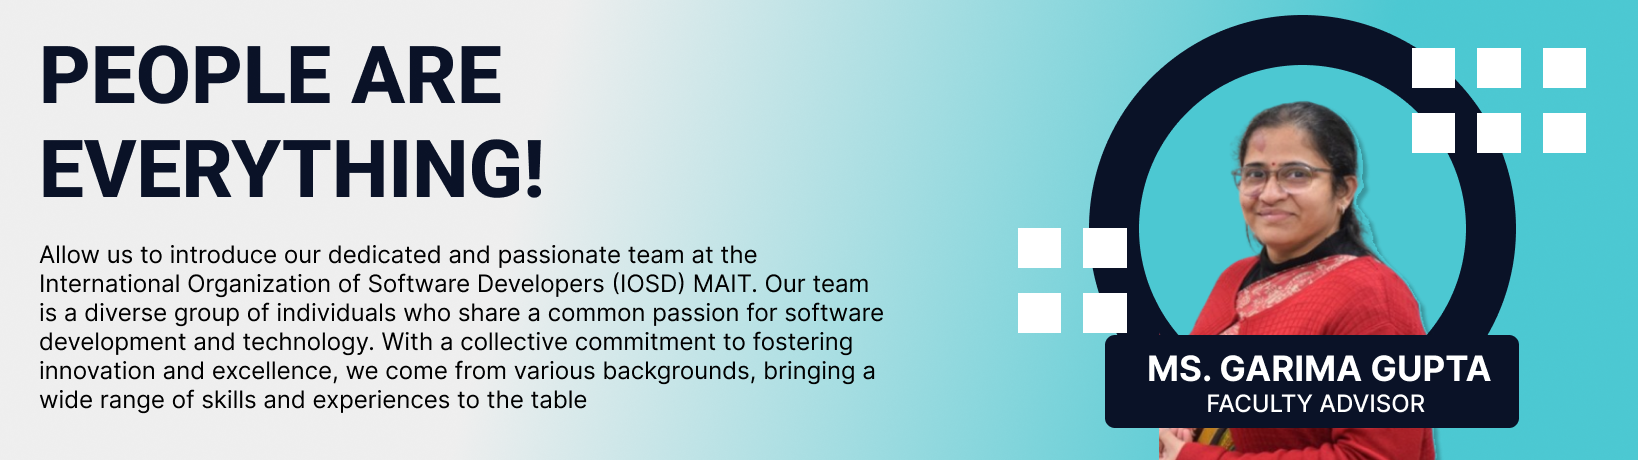 PEOPLE ARE
EVERYTHING!
Allow us to introduce our dedicated and passionate team at the
International Organization of Software Developers (IOSD) MAIT. Our team
is a diverse group of individuals who share a common passion for software
development and technology. With a collective commitment to fostering
innovation and excellence, we come from various backgrounds, bringing a
wide range of skills and experiences to the table
MS. GARIMA GUPTA
FACULTY ADVISOR